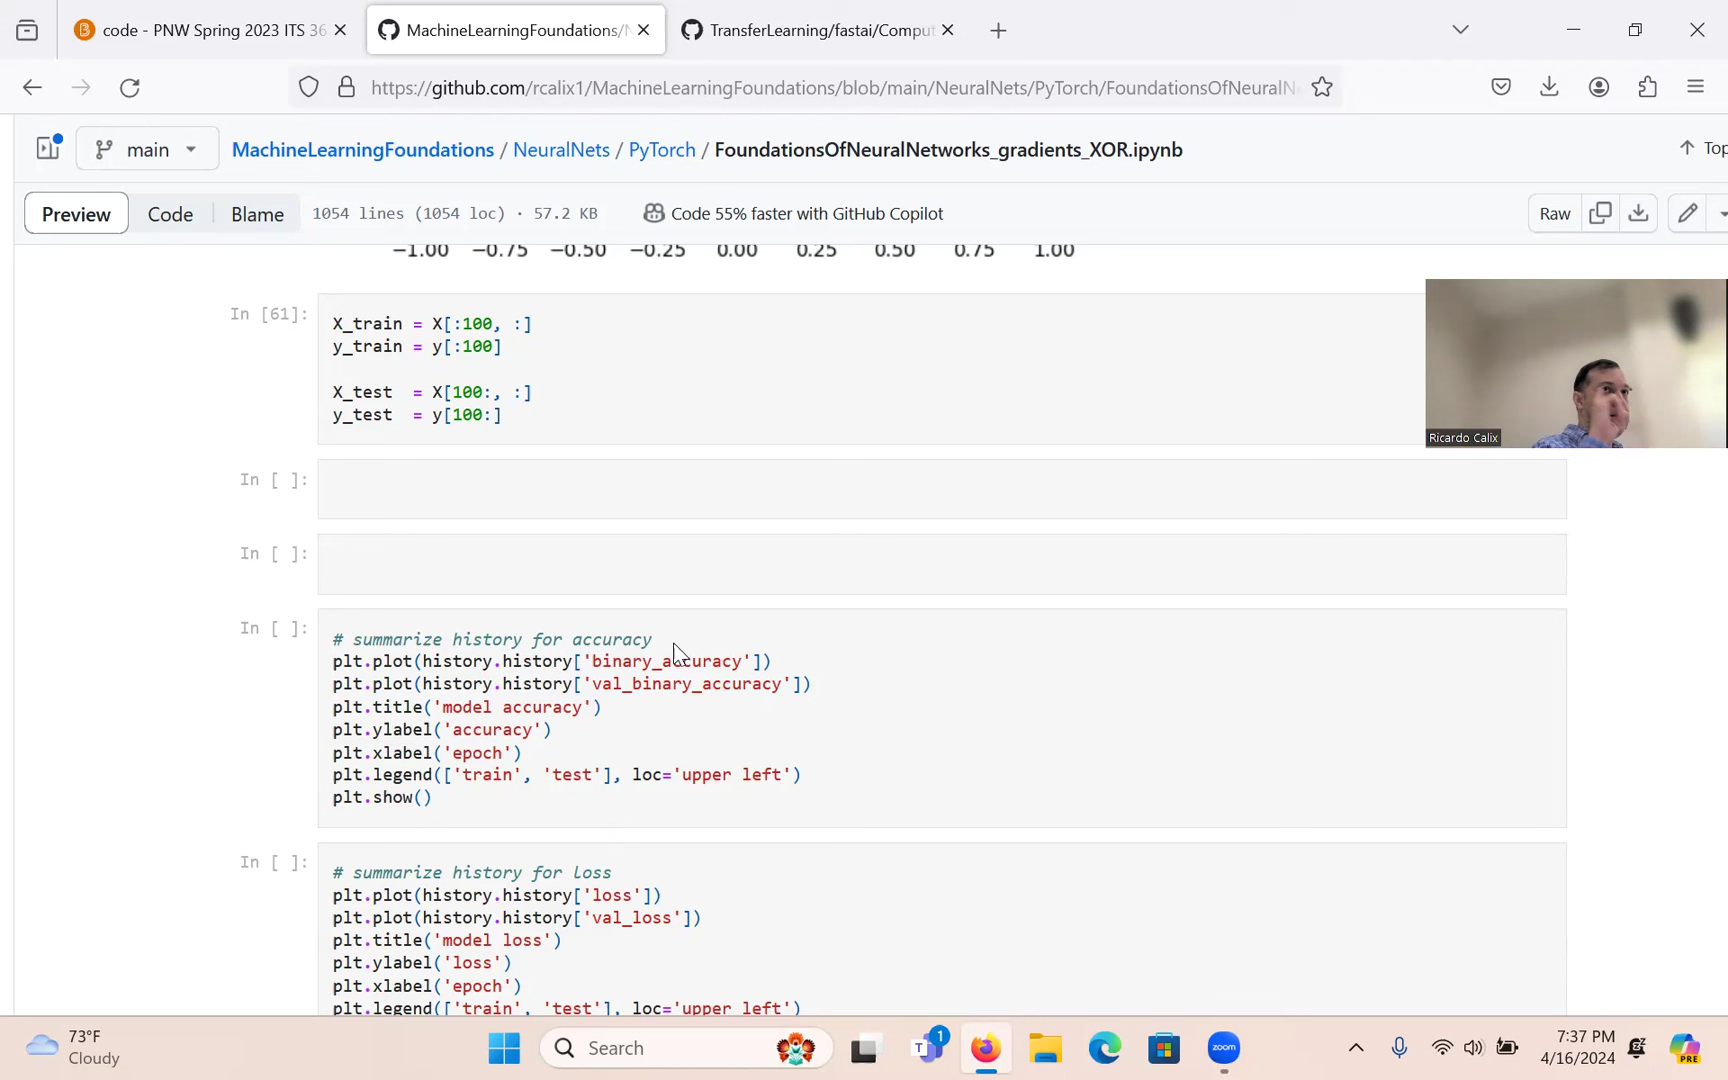 code - PNW Spring 2023 ITS 36
MachineLearningFoundations/N
TransferLearning/fastai/Comput
https://github.com/rcalix1/MachineLearningFoundations/blob/main/NeuralNets/PyTorch/FoundationsOfNeuralN
main
MachineLearningFoundations / NeuralNets / PyTorch / FoundationsOfNeuralNetworks_gradients_XOR.ipynb
Top
Preview
Code
Blame
1054 lines (1054 loc) · 57.2 KB
Code 55% faster with GitHub Copilot
Raw
−1.00 −0.75 −0.50 −0.25 0.00 0.25 0.50 0.75 1.00
In [61]:
X_train = X[:100, :]
y_train = y[:100]
X_test  = X[100:, :]
y_test  = y[100:]
Ricardo Calix
In [ ]:
In [ ]:
In [ ]:
# summarize history for accuracy
plt.plot(history.history['binary_accuracy'])
plt.plot(history.history['val_binary_accuracy'])
plt.title('model accuracy')
plt.ylabel('accuracy')
plt.xlabel('epoch')
plt.legend(['train', 'test'], loc='upper left')
plt.show()
In [ ]:
# summarize history for loss
plt.plot(history.history['loss'])
plt.plot(history.history['val_loss'])
plt.title('model loss')
plt.ylabel('loss')
plt.xlabel('epoch')
plt.legend(['train', 'test'], loc='upper left')
73°F
Cloudy
Search
1
zoom
7:37 PM
4/16/2024
PRE